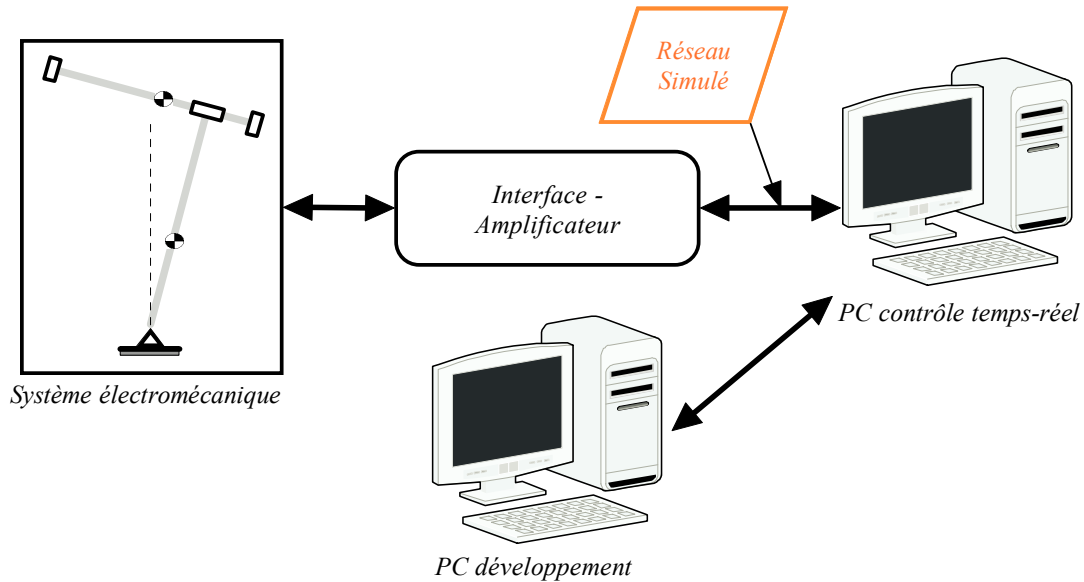 Réseau
Simulé
Interface -
Amplificateur
PC contrôle temps-réel
Système électromécanique
PC développement